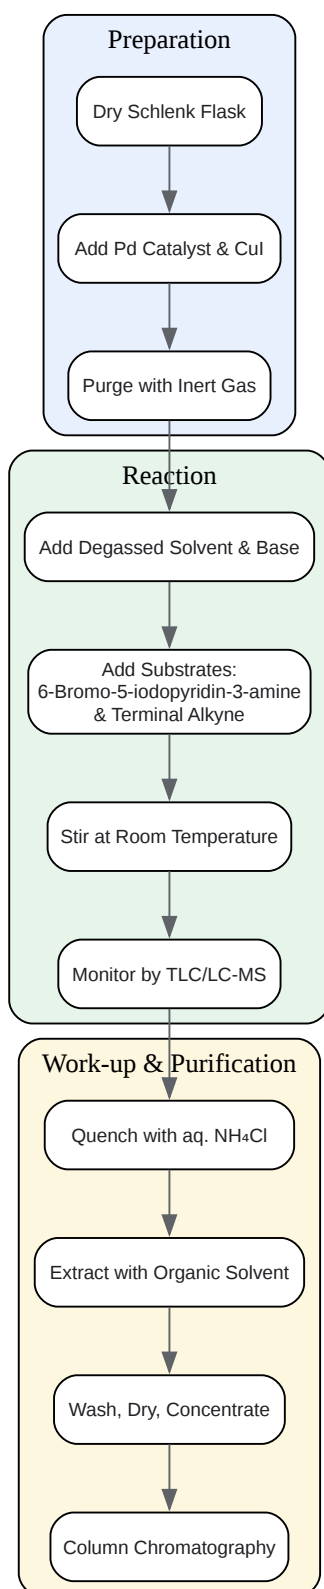 Preparation
Dry Schlenk Flask
Add Pd Catalyst & CuI
Purge with Inert Gas
Reaction
Add Degassed Solvent & Base
Add Substrates:
6-Bromo-5-iodopyridin-3-amine
& Terminal Alkyne
Stir at Room Temperature
Monitor by TLC/LC-MS
Work-up & Purification
Quench with aq. NH₄Cl
Extract with Organic Solvent
Wash, Dry, Concentrate
Column Chromatography